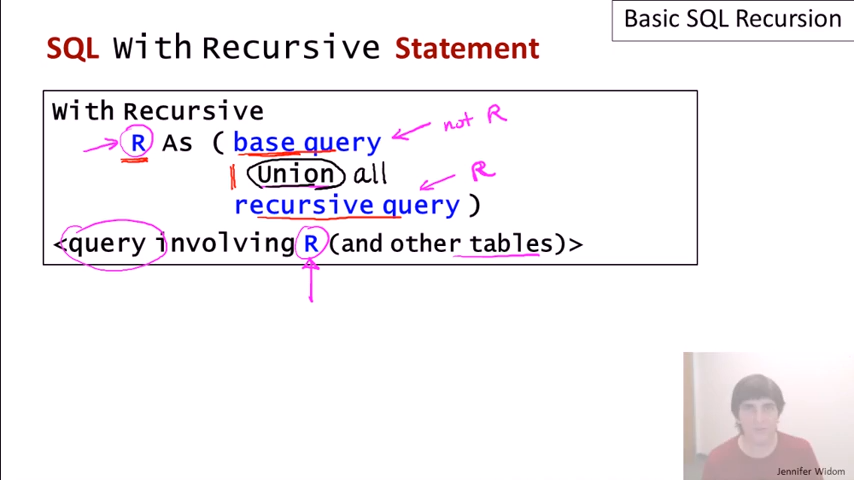 Basic SQL Recursion
SQL With Recursive Statement
With Recursive
R As ( base query
not R
Union all
R
recursive query )
<query involving R (and other tables)>
Jennifer Widom